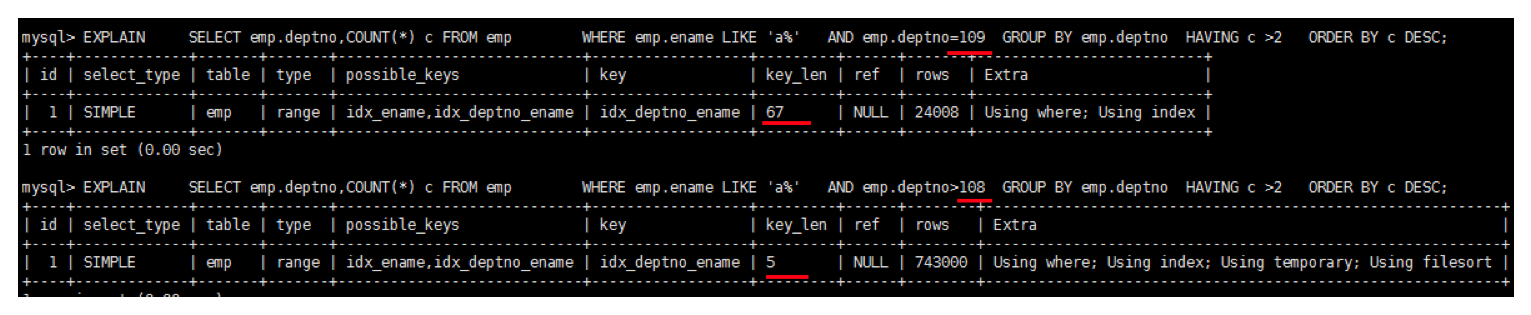 mysql> EXPLAIN     SELECT emp.deptno,COUNT(*) c FROM emp        WHERE emp.ename LIKE 'a%'   AND emp.deptno=109  GROUP BY emp.deptno  HAVING c >2   ORDER BY c DESC;
+----+-------------+-------+-------+----------------------------+------------------+---------+------+-------+--------------------------+
| id | select_type | table | type  | possible_keys              | key              | key_len | ref  | rows  | Extra                    |
+----+-------------+-------+-------+----------------------------+------------------+---------+------+-------+--------------------------+
|  1 | SIMPLE      | emp   | range | idx_ename,idx_deptno_ename | idx_deptno_ename | 67      | NULL | 24008 | Using where; Using index |
+----+-------------+-------+-------+----------------------------+------------------+---------+------+-------+--------------------------+
1 row in set (0.00 sec)
mysql> EXPLAIN     SELECT emp.deptno,COUNT(*) c FROM emp        WHERE emp.ename LIKE 'a%'   AND emp.deptno>108  GROUP BY emp.deptno  HAVING c >2   ORDER BY c DESC;
+----+-------------+-------+-------+----------------------------+------------------+---------+------+--------+-----------------------------------------------------------+
| id | select_type | table | type  | possible_keys              | key              | key_len | ref  | rows   | Extra                                                     |
+----+-------------+-------+-------+----------------------------+------------------+---------+------+--------+-----------------------------------------------------------+
|  1 | SIMPLE      | emp   | range | idx_ename,idx_deptno_ename | idx_deptno_ename | 5       | NULL | 743000 | Using where; Using index; Using temporary; Using filesort |
+----+-------------+-------+-------+----------------------------+------------------+---------+------+--------+-----------------------------------------------------------+